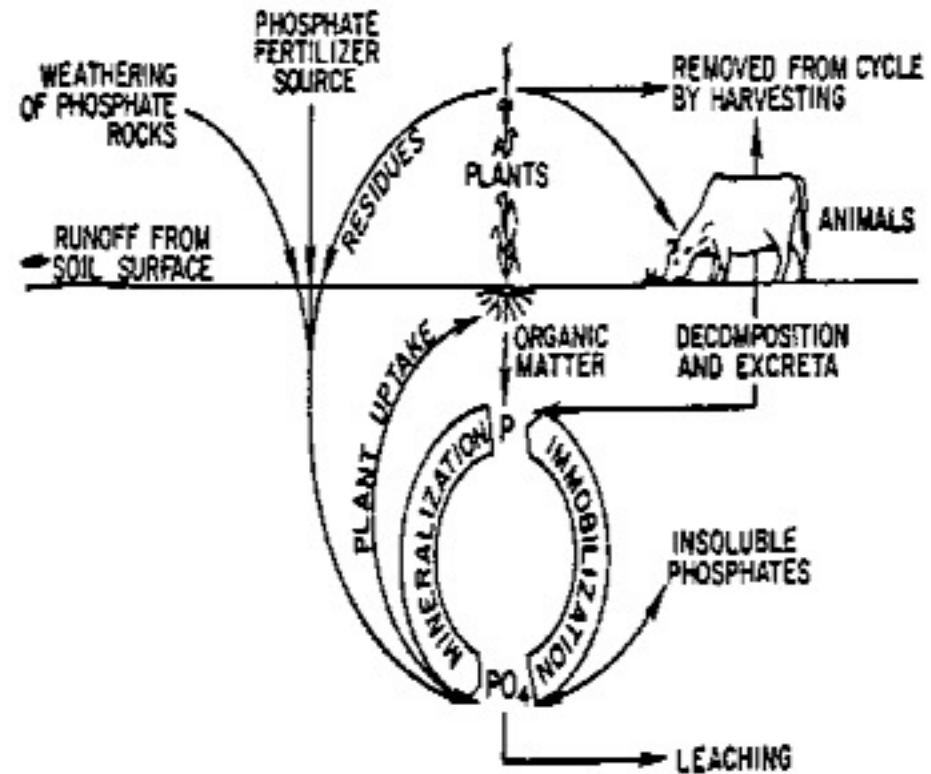 PHOSPHATE
FERTILIZER
SOURCE
WEATHERING
OF PHOSPHATE
ROCKS
REMOVED FROM CYCLE
BY HARVESTING
RESIDUES
PLANTS
ANIMALS
RUNOFF FROM
SOIL SURFACE
PLANT UPTAKE
ORGANIC
MATTER
DECOMPOSITION
AND EXCRETA
P
MINERALIZATION
IMMOBILIZATION
INSOLUBLE
PHOSPHATES
PO₄
LEACHING